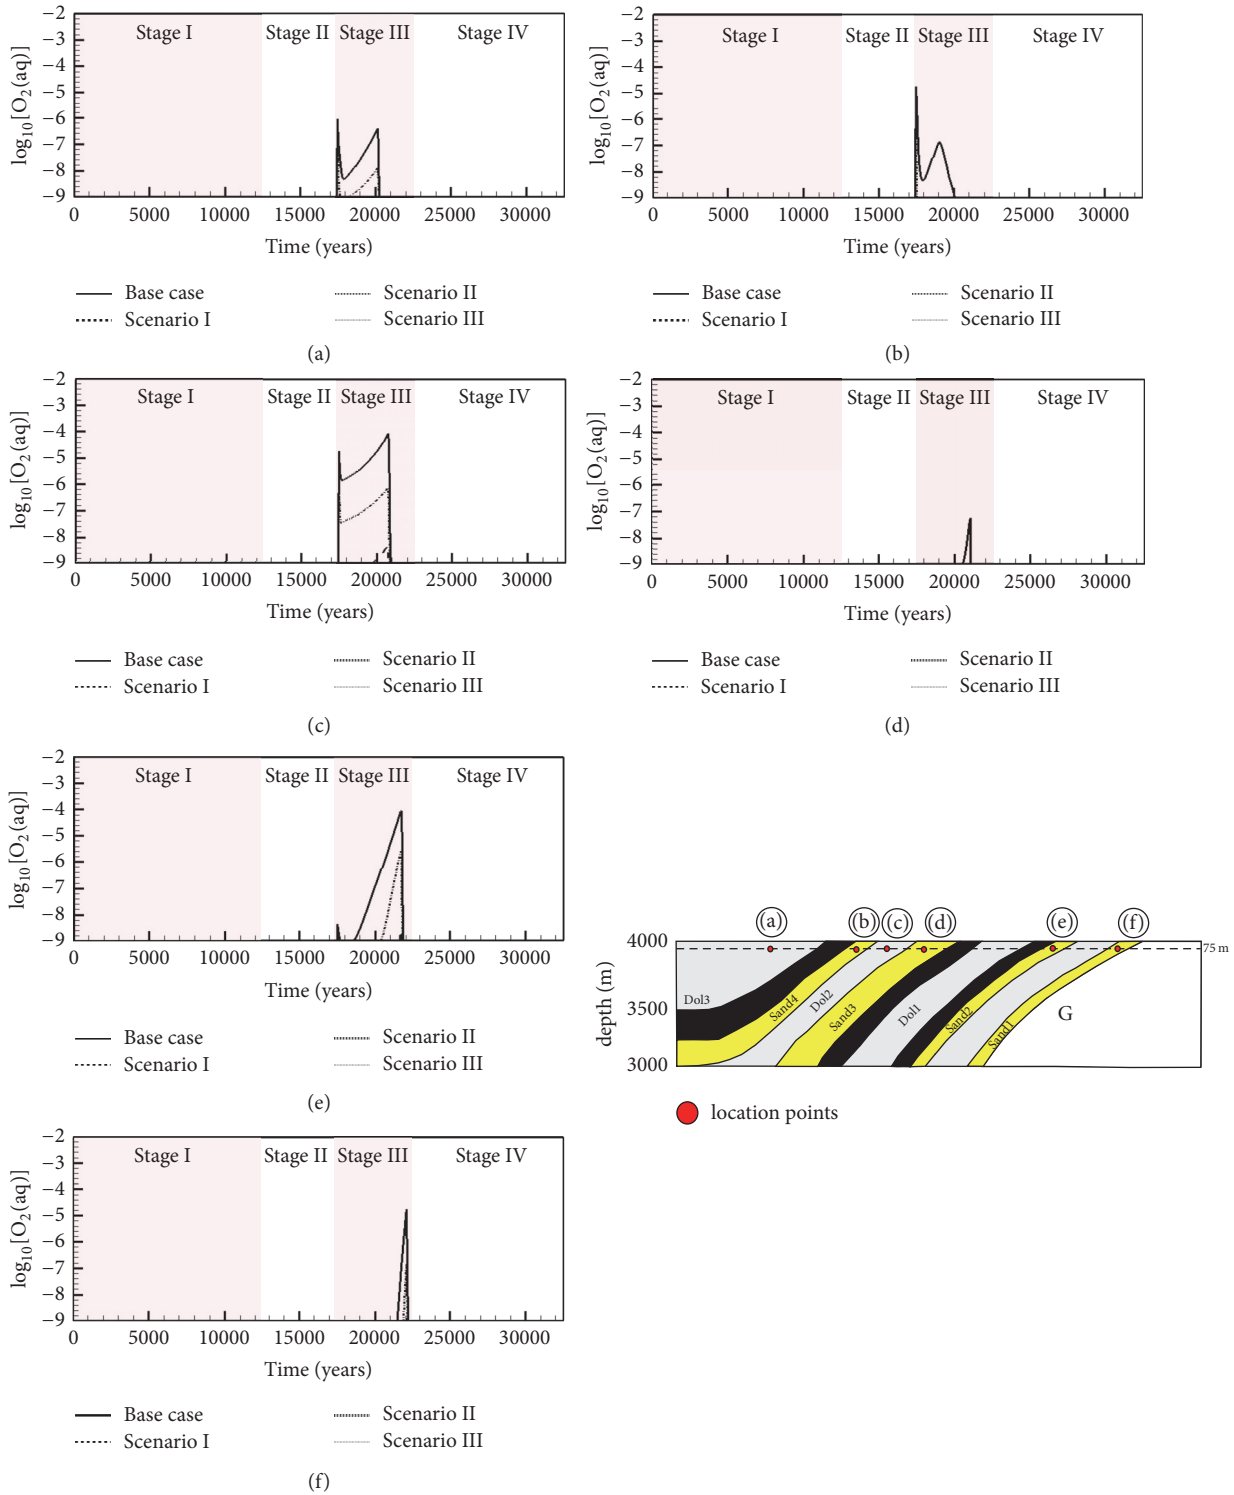 −2
−3
−4
−5
−6
−7
−8
−9
log10[O2(aq)]
Stage I Stage II Stage III Stage IV
0 5000 10000 15000 20000 25000 30000
Time (years)
Base case
Scenario I
Scenario II
Scenario III
(a)
−2
−3
−4
−5
−6
−7
−8
−9
log10[O2(aq)]
Stage I Stage II Stage III Stage IV
0 5000 10000 15000 20000 25000 30000
Time (years)
Base case
Scenario I
Scenario II
Scenario III
(b)
−2
−3
−4
−5
−6
−7
−8
−9
log10[O2(aq)]
Stage I Stage II Stage III Stage IV
0 5000 10000 15000 20000 25000 30000
Time (years)
Base case
Scenario I
Scenario II
Scenario III
(c)
−2
−3
−4
−5
−6
−7
−8
−9
log10[O2(aq)]
Stage I Stage II Stage III Stage IV
0 5000 10000 15000 20000 25000 30000
Time (years)
Base case
Scenario I
Scenario II
Scenario III
(d)
−2
−3
−4
−5
−6
−7
−8
−9
log10[O2(aq)]
Stage I Stage II Stage III Stage IV
0 5000 10000 15000 20000 25000 30000
Time (years)
Base case
Scenario I
Scenario II
Scenario III
(e)
(a) (b) (c) (d) (e) (f)
4000
3500
3000
depth (m)
75 m
Dol3
Sand4
Dol2
Sand3
Dol1
Sand2
Sand1
G
location points
−2
−3
−4
−5
−6
−7
−8
−9
log10[O2(aq)]
Stage I Stage II Stage III Stage IV
0 5000 10000 15000 20000 25000 30000
Time (years)
Base case
Scenario I
Scenario II
Scenario III
(f)